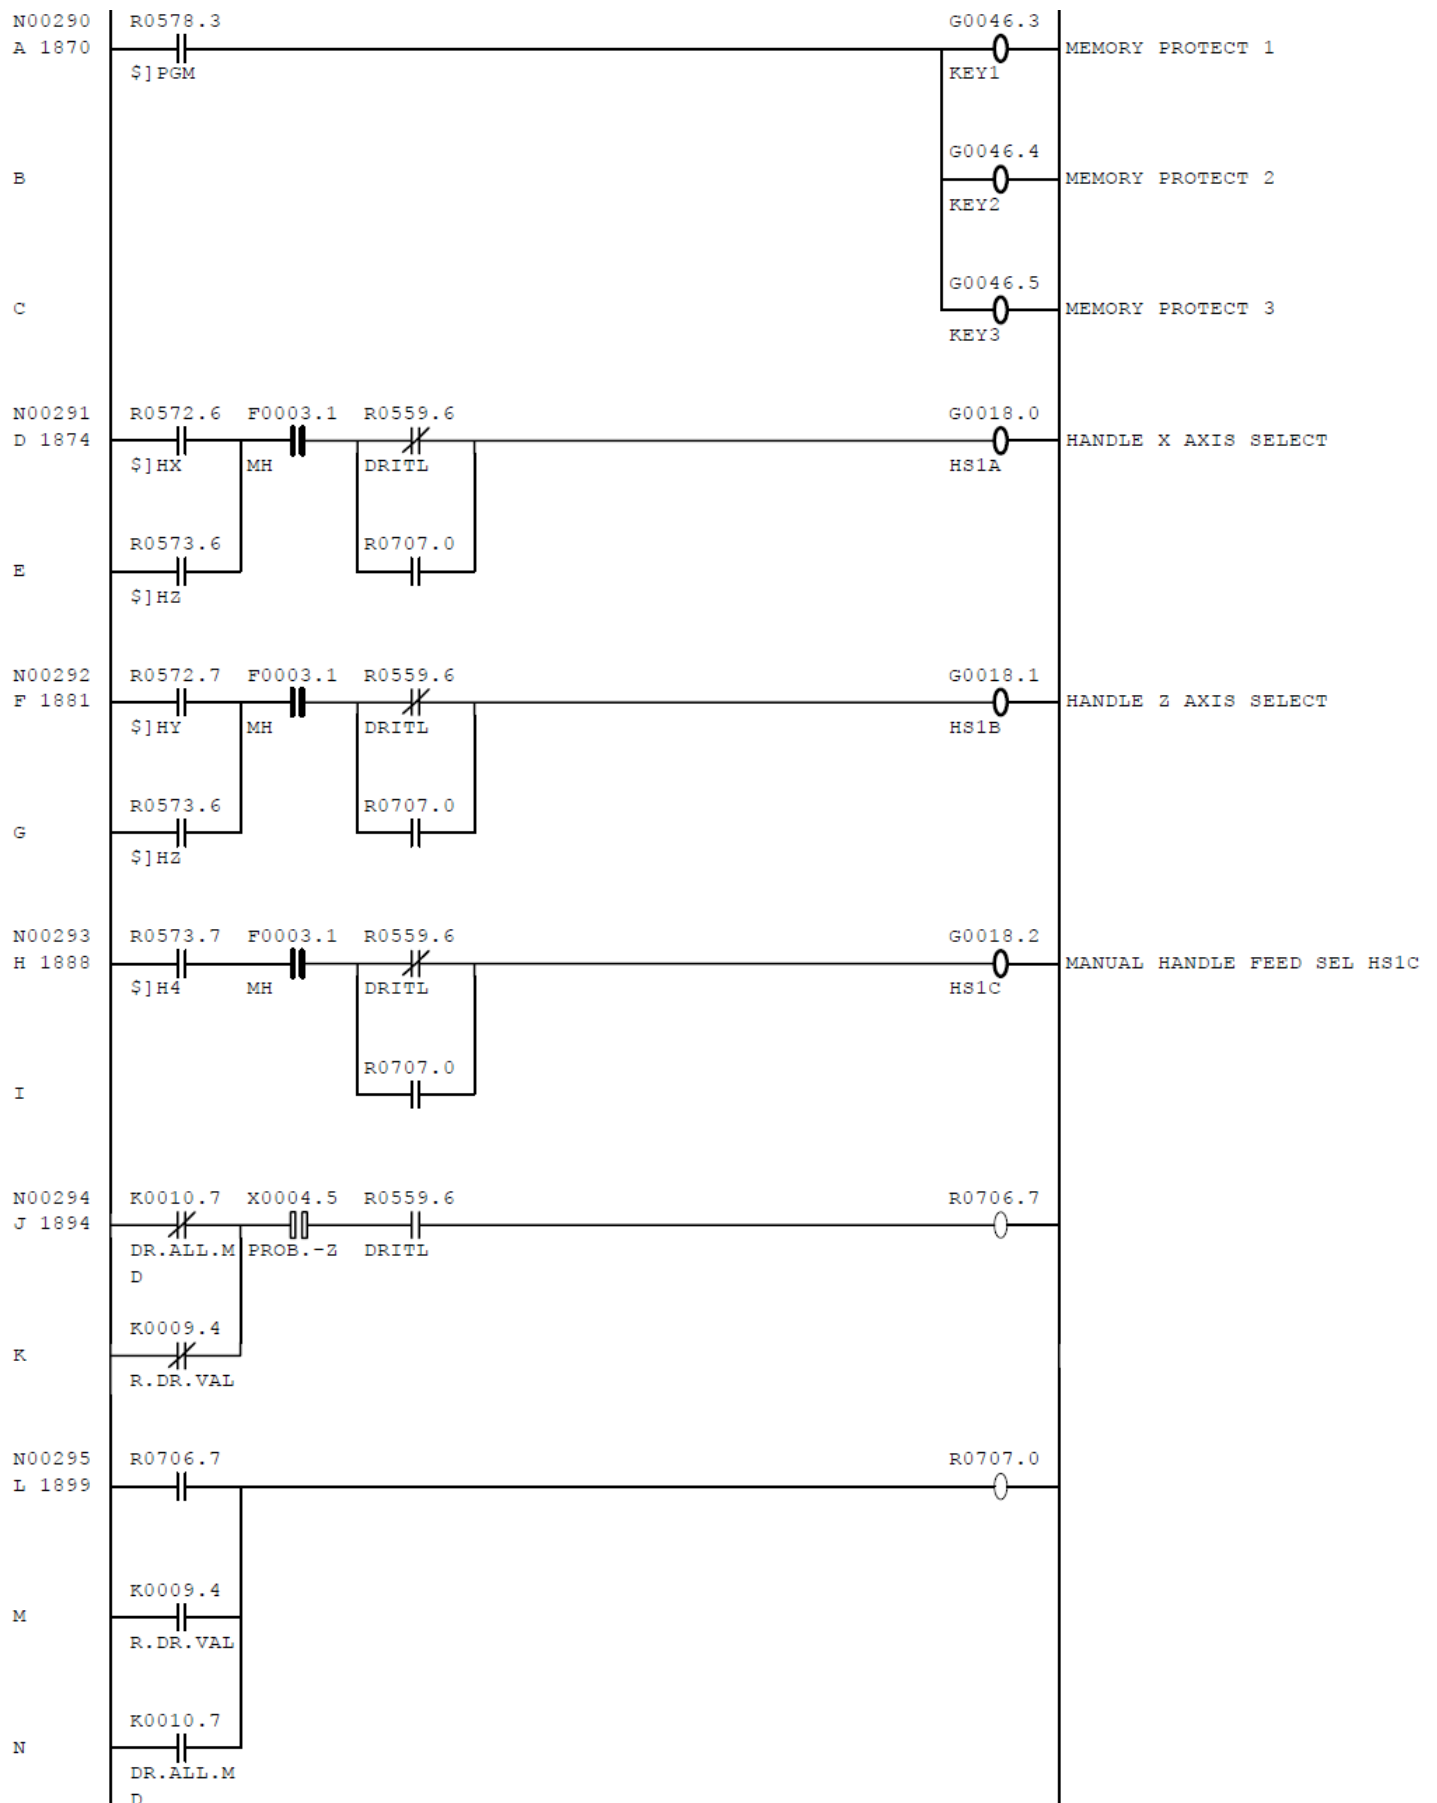 N00290 R0578.3 G0046.3
A 1870 MEMORY PROTECT 1
$]PGM KEY1
G0046.4
B MEMORY PROTECT 2
KEY2
G0046.5
C MEMORY PROTECT 3
KEY3
N00291 R0572.6 F0003.1 R0559.6 G0018.0
D 1874 HANDLE X AXIS SELECT
$]HX MH DRITL HS1A
R0573.6 R0707.0
E
$]HZ
N00292 R0572.7 F0003.1 R0559.6 G0018.1
F 1881 HANDLE Z AXIS SELECT
$]HY MH DRITL HS1B
R0573.6 R0707.0
G
$]HZ
N00293 R0573.7 F0003.1 R0559.6 G0018.2
H 1888 MANUAL HANDLE FEED SEL HS1C
$]H4 MH DRITL HS1C
R0707.0
I
N00294 K0010.7 X0004.5 R0559.6 R0706.7
J 1894
DR.ALL.M PROB.-Z DRITL
D
K0009.4
K
R.DR.VAL
N00295 R0706.7 R0707.0
L 1899
K0009.4
M
R.DR.VAL
K0010.7
N
DR.ALL.M
D